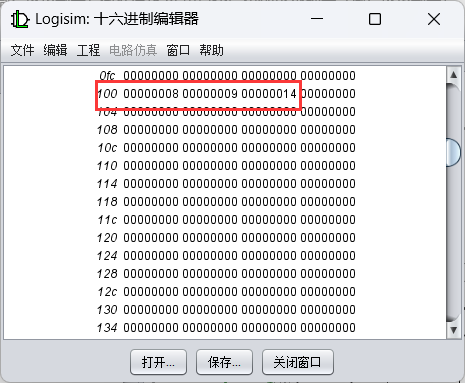 Logisim: 十六进制编辑器
文件 编辑 工程 电路仿真 窗口 帮助
0fc 00000000 00000000 00000000 00000000
100 00000008 00000009 00000014 00000000
104 00000000 00000000 00000000 00000000
108 00000000 00000000 00000000 00000000
10c 00000000 00000000 00000000 00000000
110 00000000 00000000 00000000 00000000
114 00000000 00000000 00000000 00000000
118 00000000 00000000 00000000 00000000
11c 00000000 00000000 00000000 00000000
120 00000000 00000000 00000000 00000000
124 00000000 00000000 00000000 00000000
128 00000000 00000000 00000000 00000000
12c 00000000 00000000 00000000 00000000
130 00000000 00000000 00000000 00000000
134 00000000 00000000 00000000 00000000
打开... 保存... 关闭窗口